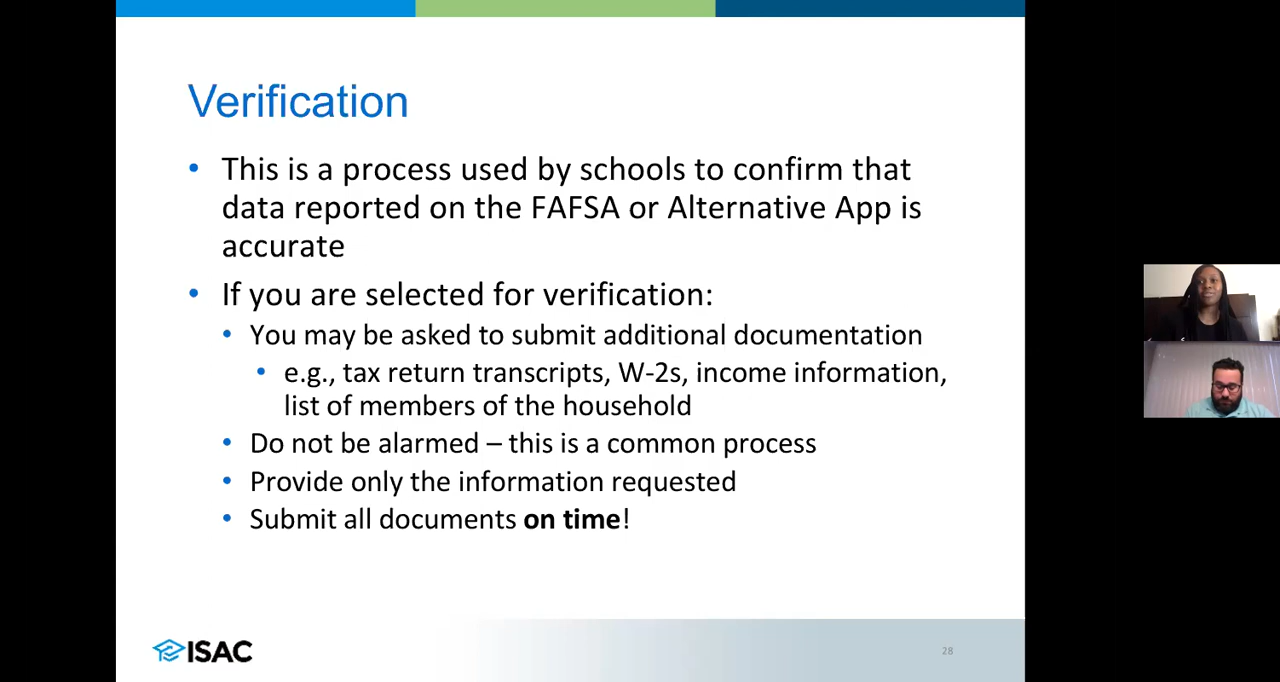 Verification
• This is a process used by schools to confirm that
data reported on the FAFSA or Alternative App is
accurate
• If you are selected for verification:
• You may be asked to submit additional documentation
• e.g., tax return transcripts, W-2s, income information,
list of members of the household
• Do not be alarmed – this is a common process
• Provide only the information requested
• Submit all documents on time!
ISAC
28